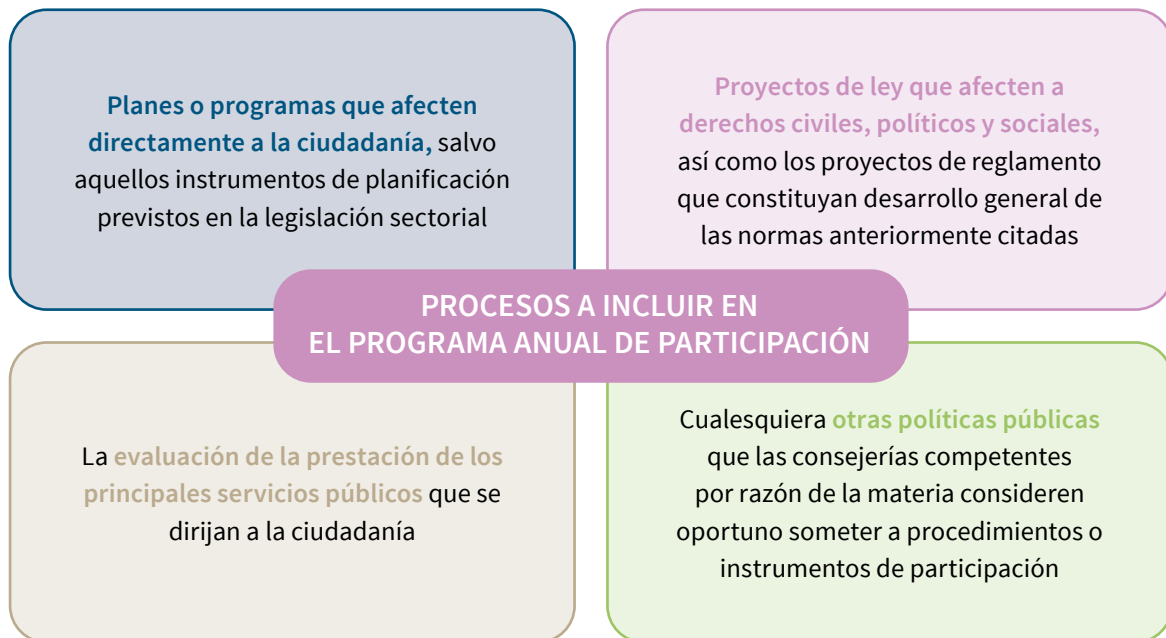 Planes o programas que afecten
directamente a la ciudadanía, salvo
aquellos instrumentos de planificación
previstos en la legislación sectorial
Proyectos de ley que afecten a
derechos civiles, políticos y sociales,
así como los proyectos de reglamento
que constituyan desarrollo general de
las normas anteriormente citadas
PROCESOS A INCLUIR EN
EL PROGRAMA ANUAL DE PARTICIPACIÓN
La evaluación de la prestación de los
principales servicios públicos que se
dirijan a la ciudadanía
Cualesquiera otras políticas públicas
que las consejerías competentes
por razón de la materia consideren
oportuno someter a procedimientos o
instrumentos de participación